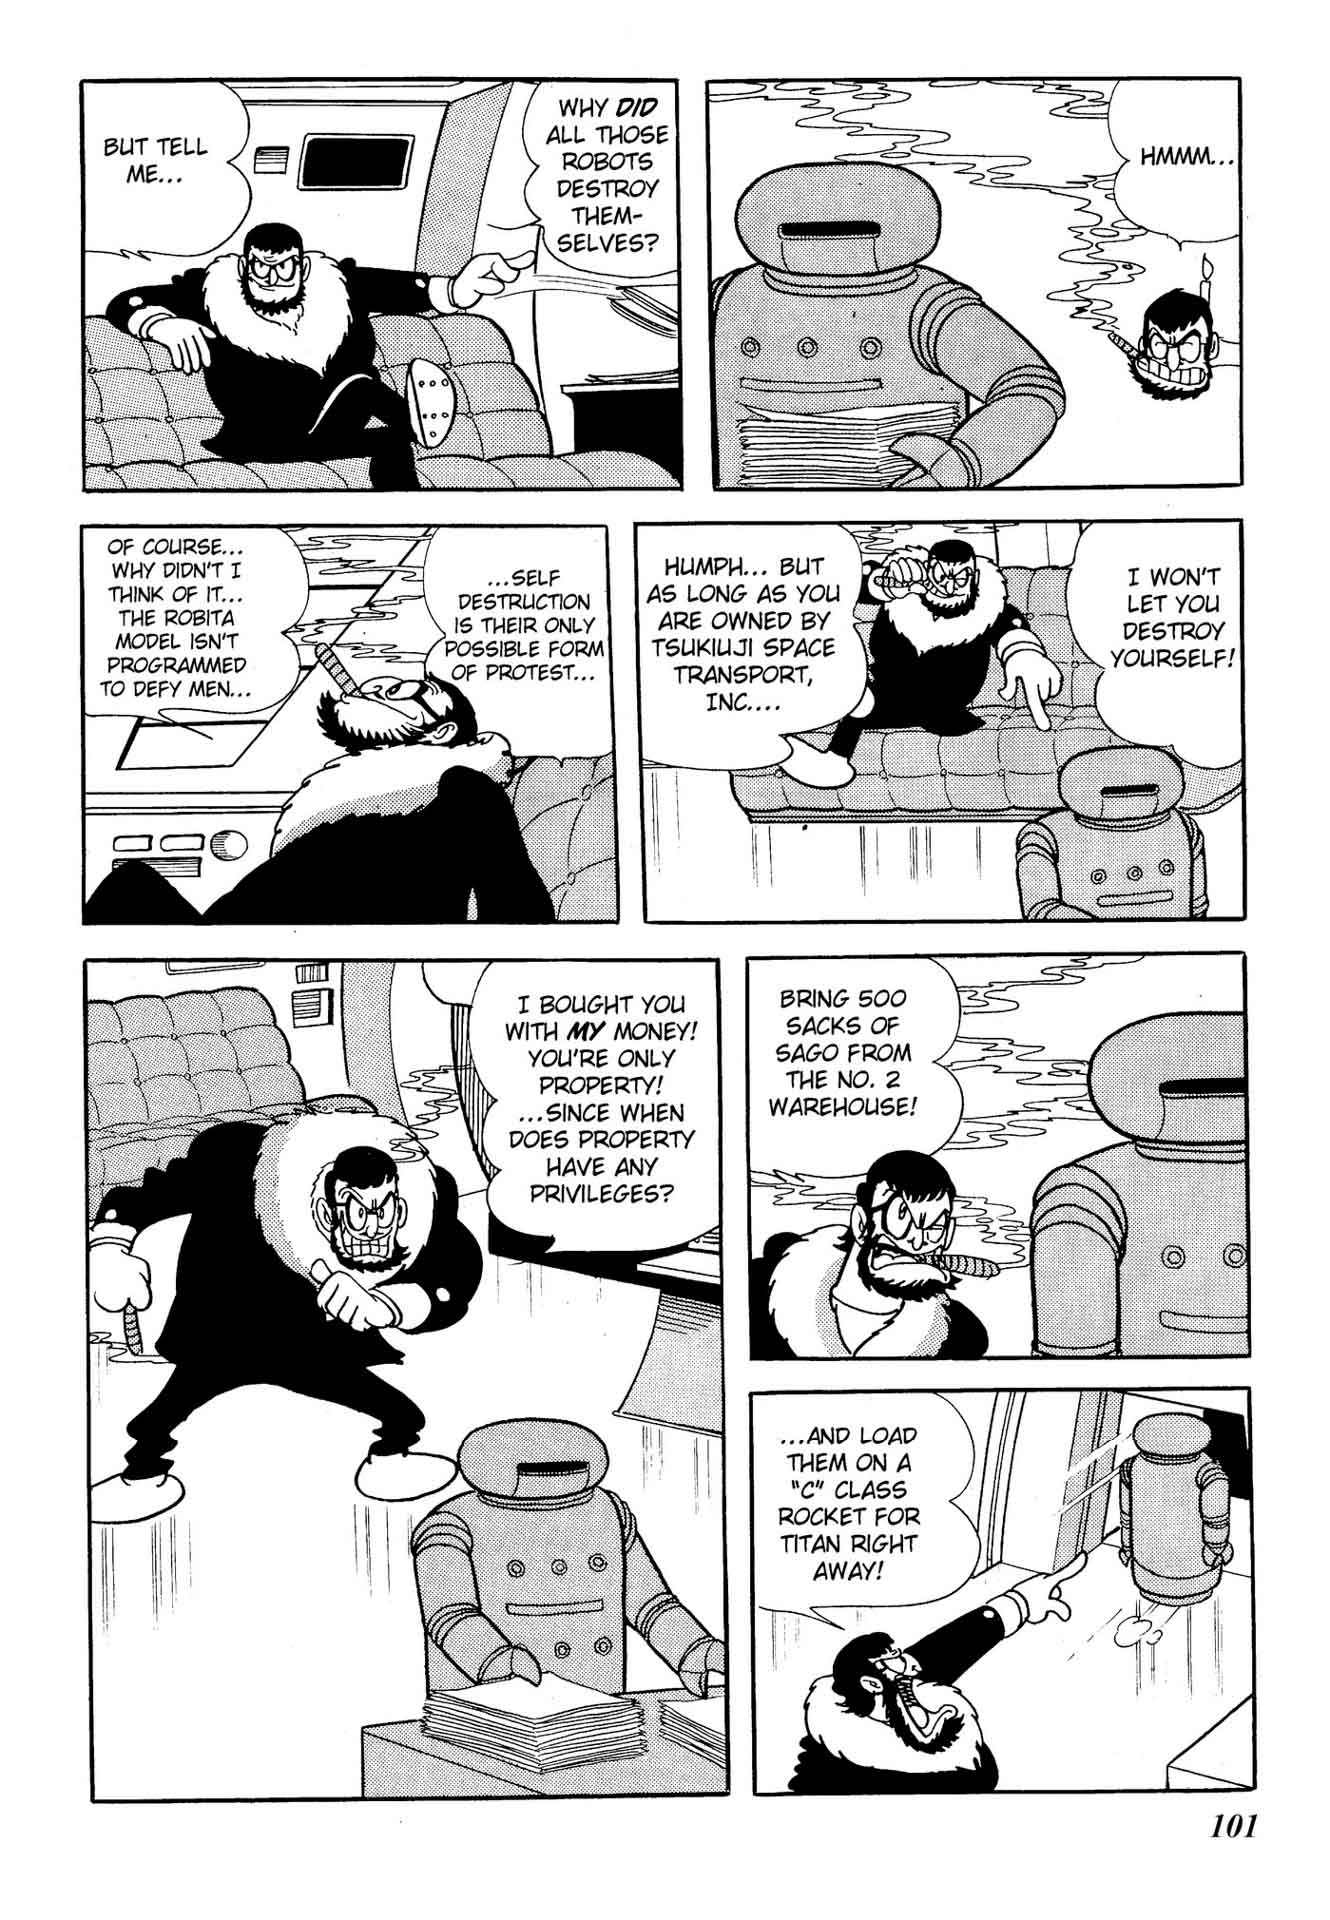 BUT TELL
ME...
WHY DID
ALL THOSE
ROBOTS
DESTROY
THEM-
SELVES?
HMMM...
OF COURSE...
WHY DIDN'T I
THINK OF IT...
THE ROBITA
MODEL ISN'T
PROGRAMMED
TO DEFY MEN...
...SELF
DESTRUCTION
IS THEIR ONLY
POSSIBLE FORM
OF PROTEST...
HUMPH... BUT
AS LONG AS YOU
ARE OWNED BY
TSUKIUJI SPACE
TRANSPORT,
INC....
I WON'T
LET YOU
DESTROY
YOURSELF!
I BOUGHT YOU
WITH MY MONEY!
YOU'RE ONLY
PROPERTY!
...SINCE WHEN
DOES PROPERTY
HAVE ANY
PRIVILEGES?
BRING 500
SACKS OF
SAGO FROM
THE NO. 2
WAREHOUSE!
...AND LOAD
THEM ON A
"C" CLASS
ROCKET FOR
TITAN RIGHT
AWAY!
101